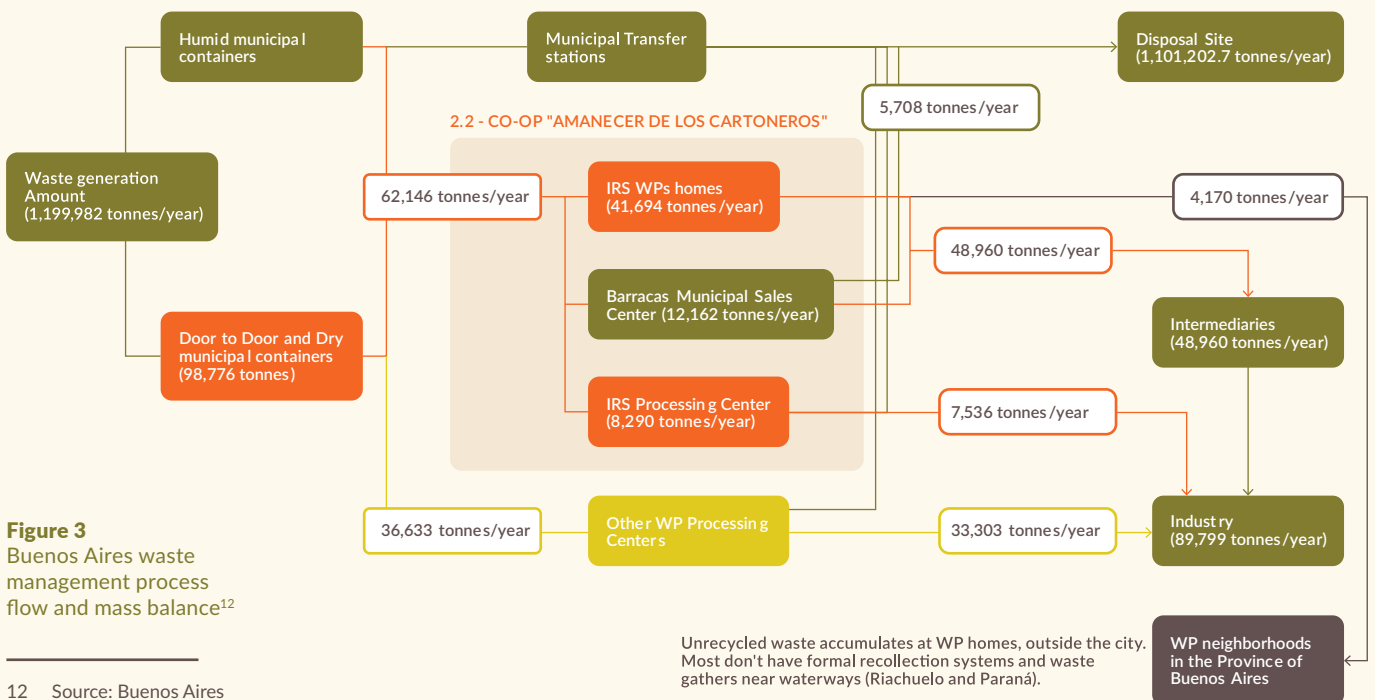 Humid municipal
containers
Municipal Transfer
stations
Disposal Site
(1,101,202.7 tonnes/year)
5,708 tonnes/year
2.2 - CO-OP "AMANECER DE LOS CARTONEROS"
Waste generation
Amount
(1,199,982 tonnes/year)
62,146 tonnes/year
IRS WPs homes
(41,694 tonnes/year)
4,170 tonnes/year
48,960 tonnes/year
Barracas Municipal Sales
Center (12,162 tonnes/year)
Intermediaries
(48,960 tonnes/year)
Door to Door and Dry
municipal containers
(98,776 tonnes)
IRS Processing Center
(8,290 tonnes/year)
7,536 tonnes/year
36,633 tonnes/year
Other WP Processing
Centers
33,303 tonnes/year
Industry
(89,799 tonnes/year)
Figure 3
Buenos Aires waste
management process
flow and mass balance12
Unrecycled waste accumulates at WP homes, outside the city.
Most don't have formal recollection systems and waste
gathers near waterways (Riachuelo and Paraná).
WP neighborhoods
in the Province of
Buenos Aires
12 Source: Buenos Aires